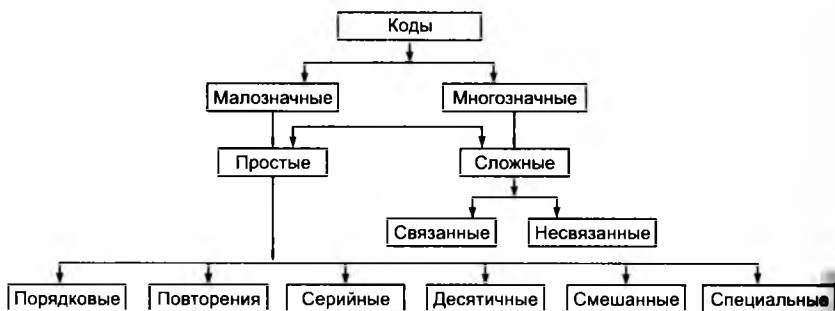 Коды
Малозначные Многозначные
Простые Сложные
Связанные Несвязанные
Порядковые Повторения Серийные Десятичные Смешанные Специальные